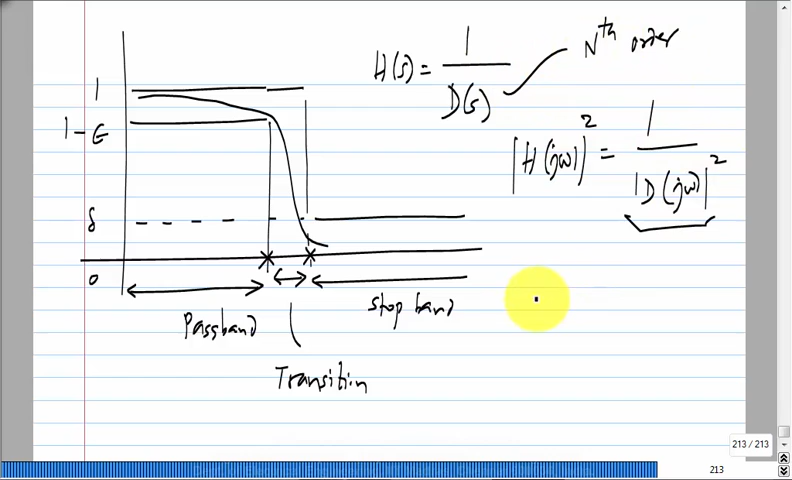 1
1-ϵ
δ
0
Passband
Transition
Stop band
H(s) = 1/D(s)
Nth order
|H(jω)|² = 1/|D(jω)|²
213 / 213
213